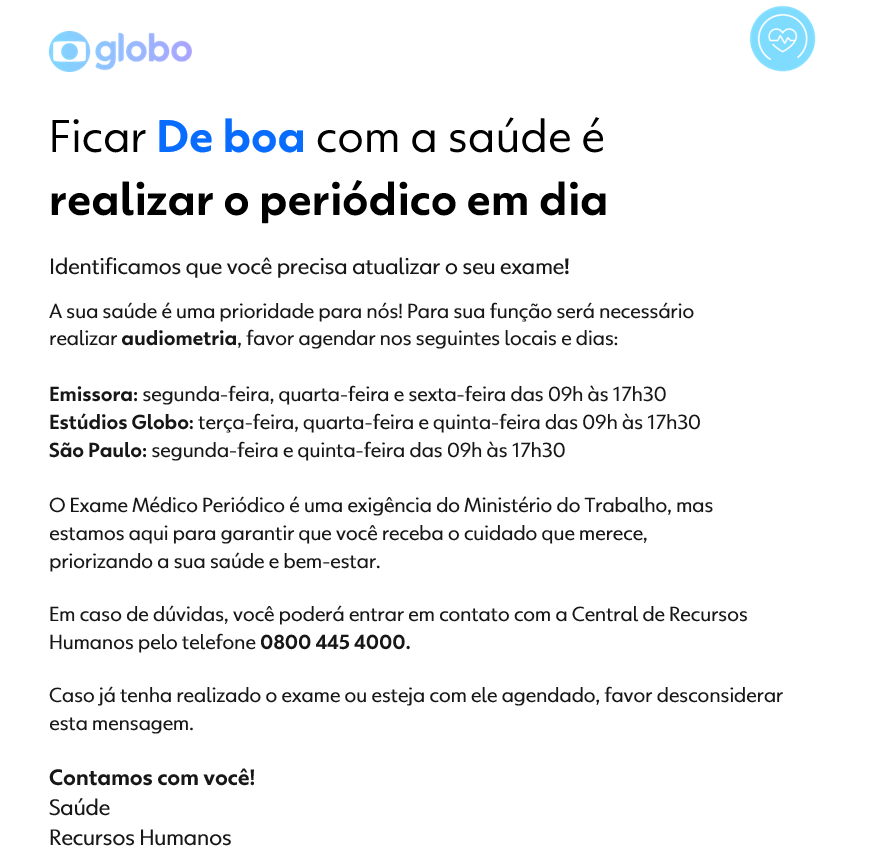 globo
Ficar De boa com a saúde é
realizar o periódico em dia
Identificamos que você precisa atualizar o seu exame!
A sua saúde é uma prioridade para nós! Para sua função será necessário
realizar audiometria, favor agendar nos seguintes locais e dias:
Emissora: segunda-feira, quarta-feira e sexta-feira das 09h às 17h30
Estúdios Globo: terça-feira, quarta-feira e quinta-feira das 09h às 17h30
São Paulo: segunda-feira e quinta-feira das 09h às 17h30
O Exame Médico Periódico é uma exigência do Ministério do Trabalho, mas
estamos aqui para garantir que você receba o cuidado que merece,
priorizando a sua saúde e bem-estar.
Em caso de dúvidas, você poderá entrar em contato com a Central de Recursos
Humanos pelo telefone 0800 445 4000.
Caso já tenha realizado o exame ou esteja com ele agendado, favor desconsiderar
esta mensagem.
Contamos com você!
Saúde
Recursos Humanos